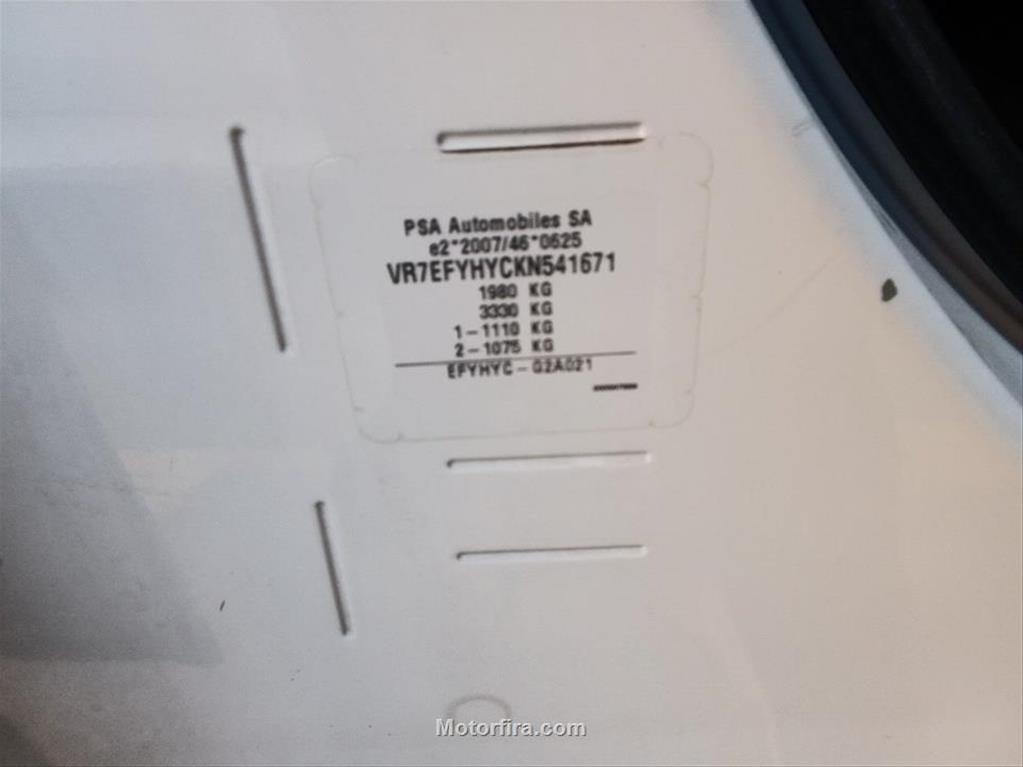 PSA Automobiles SA
e2*2007/46*0625
VR7EFYHYCKN541671
1980 KG
3330 KG
1-1110 KG
2-1075 KG
EFYHYC-G2A021
Motorfira.com